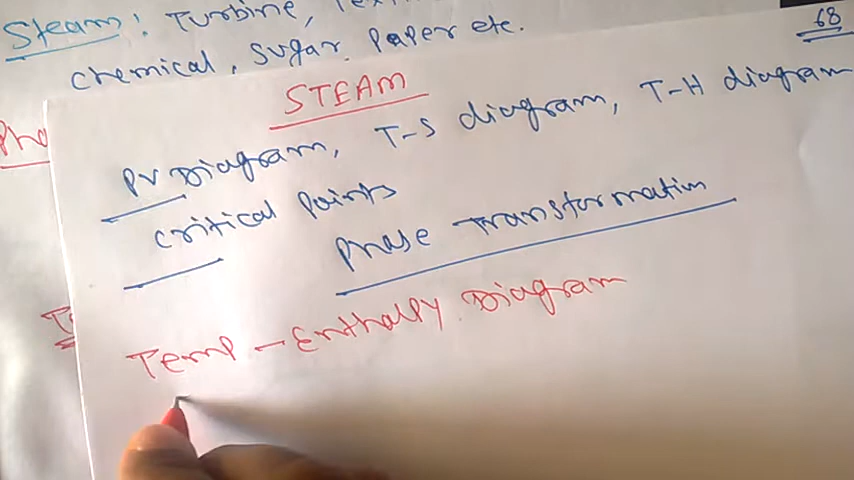 Steam: Turbine,
chemical, sugar, paper etc.
68
STEAM
PV Diagram, T-S diagram, T-H diagram
critical points
phase Transformation
Temp - Enthalpy Diagram